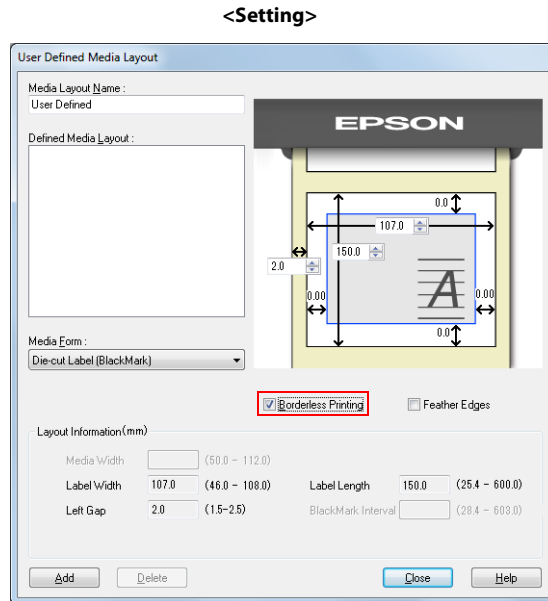 <Setting>
User Defined Media Layout
Media Layout Name :
User Defined
Defined Media Layout :
EPSON
0.0
107.0
150.0
2.0
0.00
A
0.00
0.0
Media Form :
Die-cut Label (BlackMark)
Borderless Printing
Feather Edges
Layout Information(mm)
Media Width (50.0 - 112.0)
Label Width 107.0 (46.0 - 108.0) Label Length 150.0 (25.4 - 600.0)
Left Gap 2.0 (1.5-2.5) BlackMark Interval (28.4 - 603.0)
Add Delete Close Help